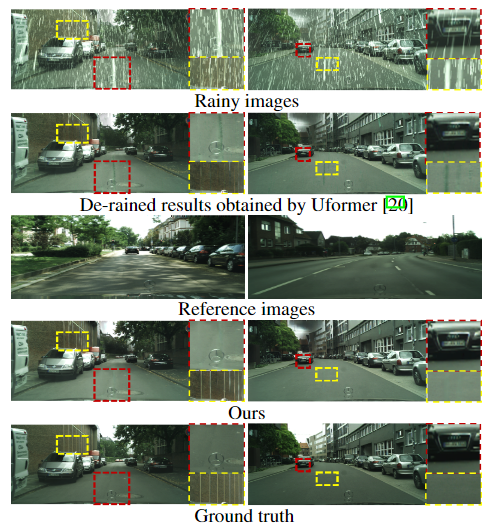 Rainy images
De-rained results obtained by Uformer [20]
Reference images
Ours
Ground truth